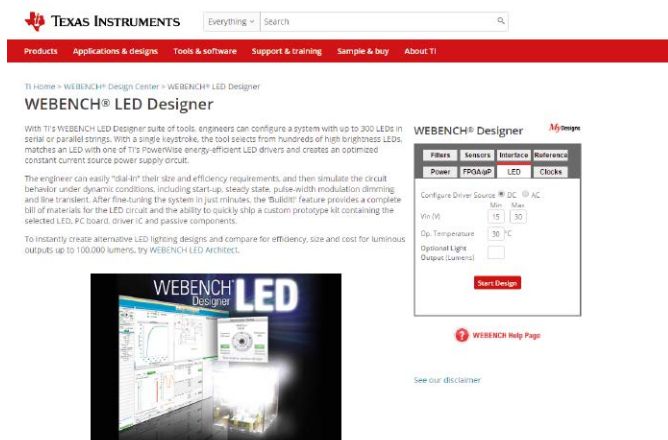 TEXAS INSTRUMENTS
Everything
Search
Products Applications & designs Tools & software Support & training Sample & buy About TI
TI Home > WEBENCH® Design Center > WEBENCH® LED Designer
WEBENCH® LED Designer
With TI's WEBENCH LED Designer suite of tools, engineers can configure a system with up to 300 LEDs in
serial or parallel strings. With a single keystroke, the tool selects from hundreds of high brightness LEDs,
matches an LED with one of TI's PowerWise energy-efficient LED drivers and creates an optimized
constant current source power supply circuit.
The engineer can easily "dial-in" their size and efficiency requirements, and then simulate the circuit
behavior under dynamic conditions, including start-up, steady state, pulse-width modulation dimming
and line transient. After fine-tuning the system in just minutes, the 'BuildIt!' feature provides a complete
bill of materials for the LED circuit and the ability to quickly ship a custom prototype kit containing the
selected LED, PC board, driver IC and passive components.
To instantly create alternative LED lighting designs and compare for efficiency, size and cost for luminous
outputs up to 100,000 lumens, try WEBENCH LED Architect.
WEBENCH®
Designer LED
WEBENCH® Designer MyDesigns
Filters Sensors Interface Reference
Power FPGA/µP LED Clocks
Configure Driver Source DC AC
Min Max
Vin (V) 15 30
Op. Temperature 30 °C
Optional Light
Output (Lumens)
Start Design
WEBENCH Help Page
See our disclaimer